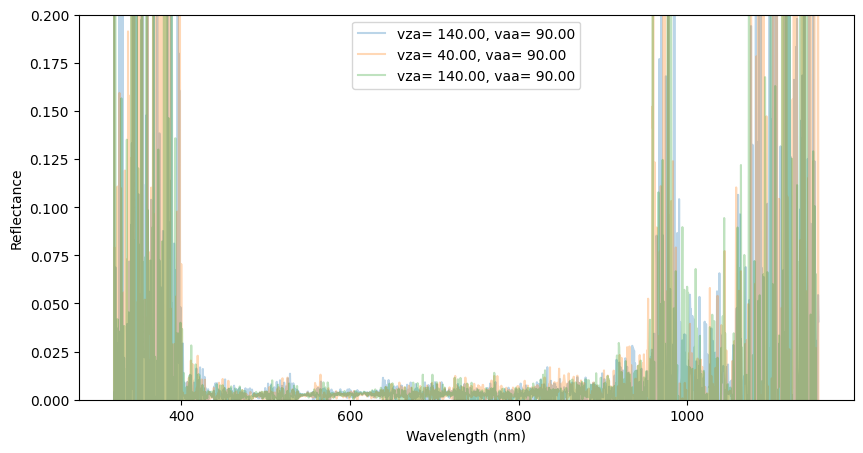 vza= 140.00, vaa= 90.00
vza= 40.00, vaa= 90.00
vza= 140.00, vaa= 90.00
0.200
0.175
0.150
0.125
0.100
0.075
0.050
0.025
0.000
Reflectance
400 600 800 1000
Wavelength (nm)